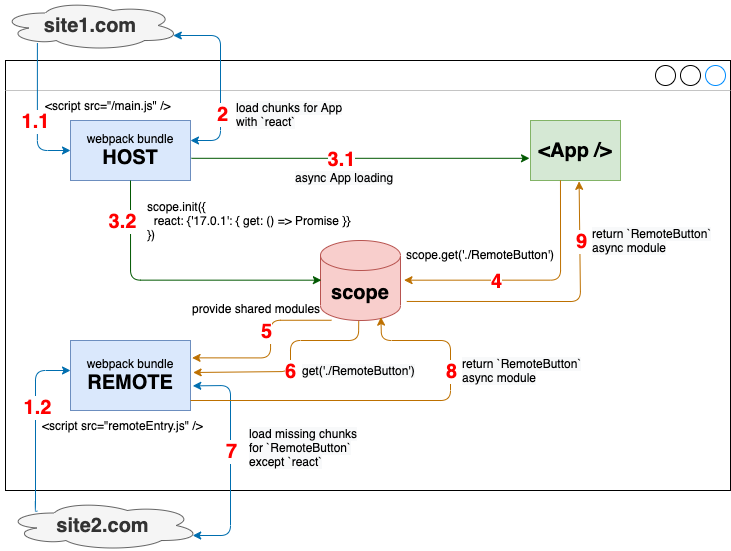 site1.com
<script src="/main.js" />
1.1
2
load chunks for App
with `react`
webpack bundle
HOST
3.1
async App loading
<App />
3.2
scope.init({
react: {'17.0.1': { get: () => Promise }}
})
9
return `RemoteButton`
async module
scope.get('./RemoteButton')
4
scope
provide shared modules
5
webpack bundle
REMOTE
6
get('./RemoteButton')
8
return `RemoteButton`
async module
1.2
<script src="remoteEntry.js" />
7
load missing chunks
for `RemoteButton`
except `react`
site2.com